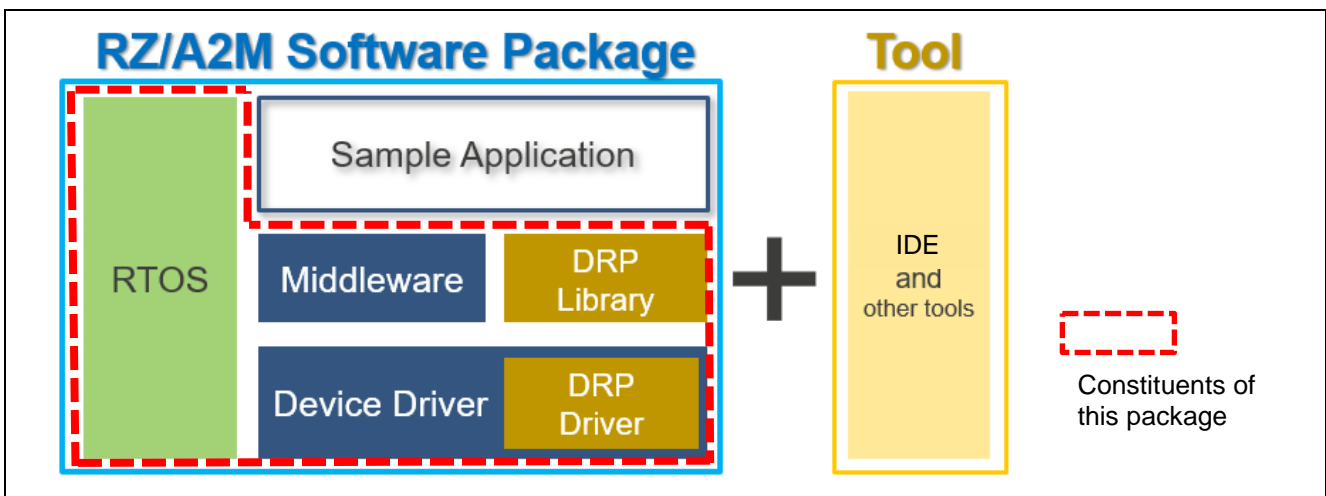 RZ/A2M Software Package
Tool
RTOS
Sample Application
Middleware
DRP
Library
Device Driver
DRP
Driver
IDE
and
other tools
Constituents of
this package